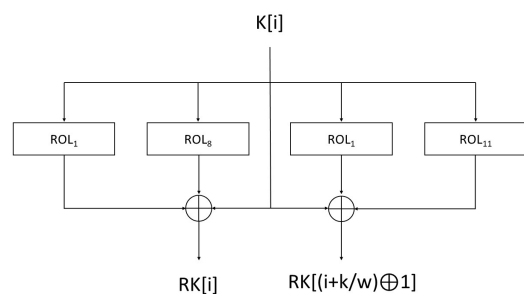 K[i]
ROL₁ ROL₈ ROL₁ ROL₁₁
RK[i] RK[(i+k/w)⊕1]